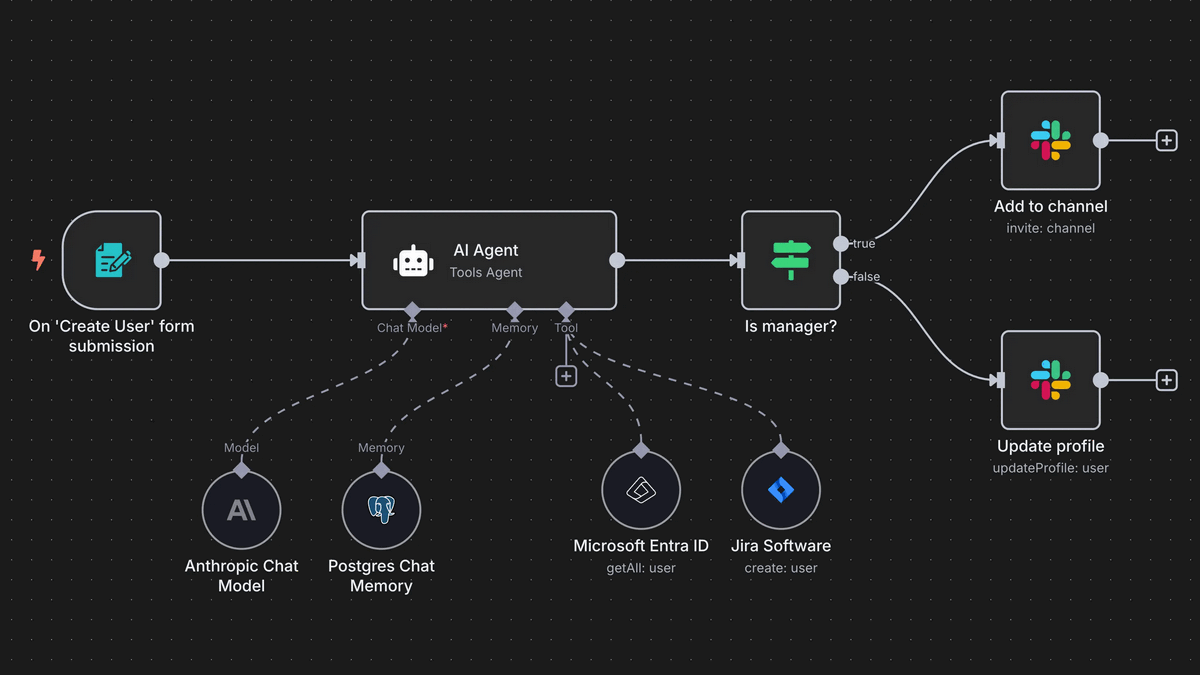 On 'Create User' form
submission
AI Agent
Tools Agent
Chat Model*
Memory
Tool
Is manager?
true
false
Add to channel
invite: channel
Update profile
updateProfile: user
Model
Anthropic Chat
Model
Memory
Postgres Chat
Memory
Microsoft Entra ID
getAll: user
Jira Software
create: user